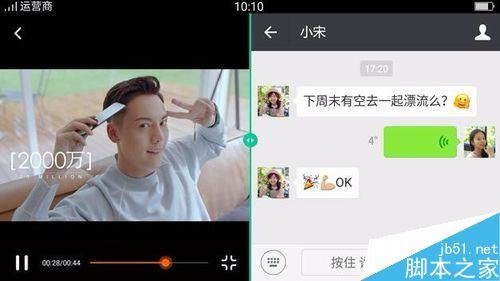 运营商
10:10
[2000万]
00:28/00:44
小宋
17:20
下周末有空去一起漂流么?
4"
OK
按住
jb51.net
脚本之家